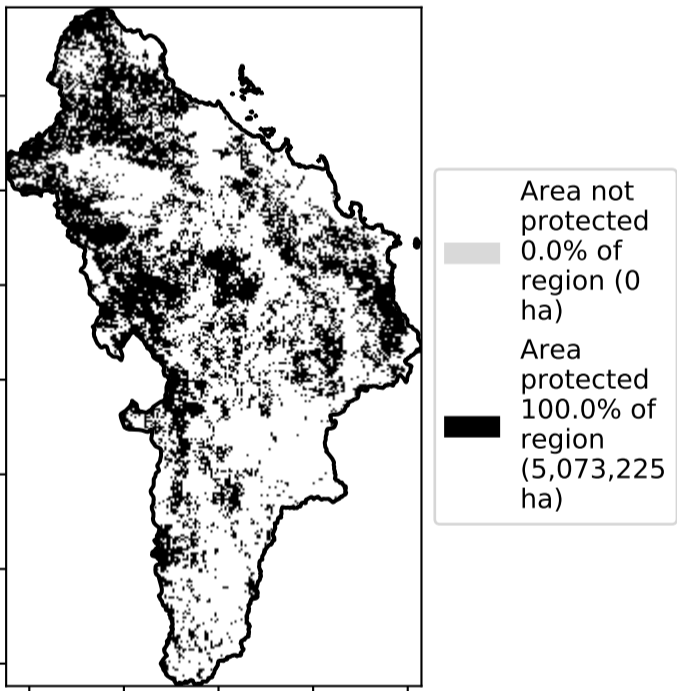 Area not
protected
0.0% of
region (0
ha)
Area
protected
100.0% of
region
(5,073,225
ha)